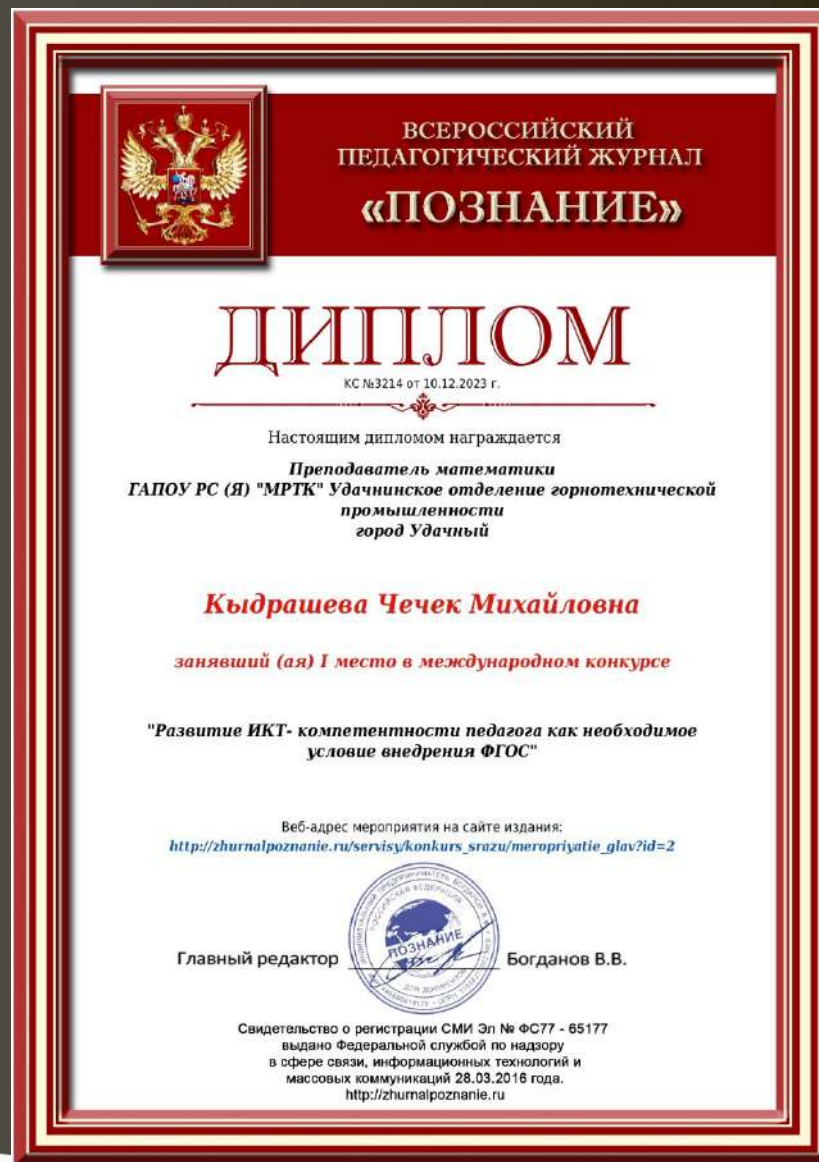 ВСЕРОССИЙСКИЙ
ПЕДАГОГИЧЕСКИЙ ЖУРНАЛ
«ПОЗНАНИЕ»
ДИПЛОМ
КС №3214 от 10.12.2023 г.
Настоящим дипломом награждается
Преподаватель математики
ГАПОУ РС (Я) "МРТК" Удачнинское отделение горнотехнической
промышленности
город Удачный
Кыдрашева Чечек Михайловна
занявший (ая) I место в международном конкурсе
"Развитие ИКТ- компетентности педагога как необходимое
условие внедрения ФГОС"
Веб-адрес мероприятия на сайте издания:
http://zhurnalpoznanie.ru/servisy/konkurs_srazu/meropriyatie_glav?id=2
РОССИЙСКАЯ ФЕДЕРАЦИЯ
ПОЗНАНИЕ
ДЛЯ ДОКУМЕНТОВ
Главный редактор Богданов В.В.
Свидетельство о регистрации СМИ Эл № ФС77 - 65177
выдано Федеральной службой по надзору
в сфере связи, информационных технологий и
массовых коммуникаций 28.03.2016 года.
http://zhurnalpoznanie.ru